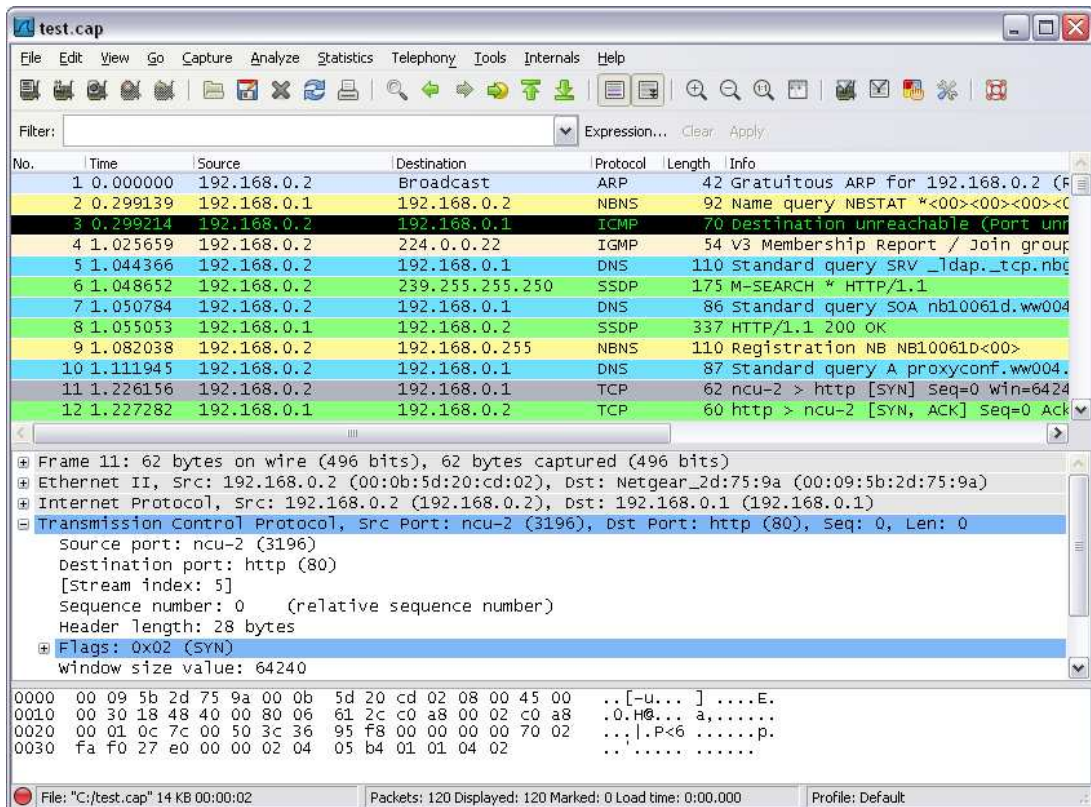 test.cap
File Edit View Go Capture Analyze Statistics Telephony Tools Internals Help
Filter: Expression... Clear Apply
No. Time Source Destination Protocol Length Info
1 0.000000 192.168.0.2 Broadcast ARP 42 Gratuitous ARP for 192.168.0.2 (R
2 0.299139 192.168.0.1 192.168.0.2 NBNS 92 Name query NBSTAT *<00><00><00><0
3 0.299214 192.168.0.2 192.168.0.1 ICMP 70 Destination unreachable (Port unr
4 1.025659 192.168.0.2 224.0.0.22 IGMP 54 V3 Membership Report / Join group
5 1.044366 192.168.0.2 192.168.0.1 DNS 110 Standard query SRV _ldap._tcp.nbg
6 1.048652 192.168.0.2 239.255.255.250 SSDP 175 M-SEARCH * HTTP/1.1
7 1.050784 192.168.0.2 192.168.0.1 DNS 86 Standard query SOA nb10061d.ww004
8 1.055053 192.168.0.1 192.168.0.2 SSDP 337 HTTP/1.1 200 OK
9 1.082038 192.168.0.2 192.168.0.255 NBNS 110 Registration NB NB10061D<00>
10 1.111945 192.168.0.2 192.168.0.1 DNS 87 Standard query A proxyconf.ww004.
11 1.226156 192.168.0.2 192.168.0.1 TCP 62 ncu-2 > http [SYN] Seq=0 Win=6424
12 1.227282 192.168.0.1 192.168.0.2 TCP 60 http > ncu-2 [SYN, ACK] Seq=0 Ack
Frame 11: 62 bytes on wire (496 bits), 62 bytes captured (496 bits)
Ethernet II, Src: 192.168.0.2 (00:0b:5d:20:cd:02), Dst: Netgear_2d:75:9a (00:09:5b:2d:75:9a)
Internet Protocol, Src: 192.168.0.2 (192.168.0.2), Dst: 192.168.0.1 (192.168.0.1)
Transmission Control Protocol, Src Port: ncu-2 (3196), Dst Port: http (80), Seq: 0, Len: 0
Source port: ncu-2 (3196)
Destination port: http (80)
[Stream index: 5]
Sequence number: 0 (relative sequence number)
Header length: 28 bytes
Flags: 0x02 (SYN)
Window size value: 64240
0000 00 09 5b 2d 75 9a 00 0b 5d 20 cd 02 08 00 45 00 ..[-u... ] ....E.
0010 00 30 18 48 40 00 80 06 61 2c c0 a8 00 02 c0 a8 .0.H@... a,......
0020 00 01 0c 7c 00 50 3c 36 95 f8 00 00 00 00 70 02 ...|.P<6 ......p.
0030 fa f0 27 e0 00 00 02 04 05 b4 01 01 04 02 ..'..... ......
File: "C:/test.cap" 14 KB 00:00:02 Packets: 120 Displayed: 120 Marked: 0 Load time: 0:00.000 Profile: Default